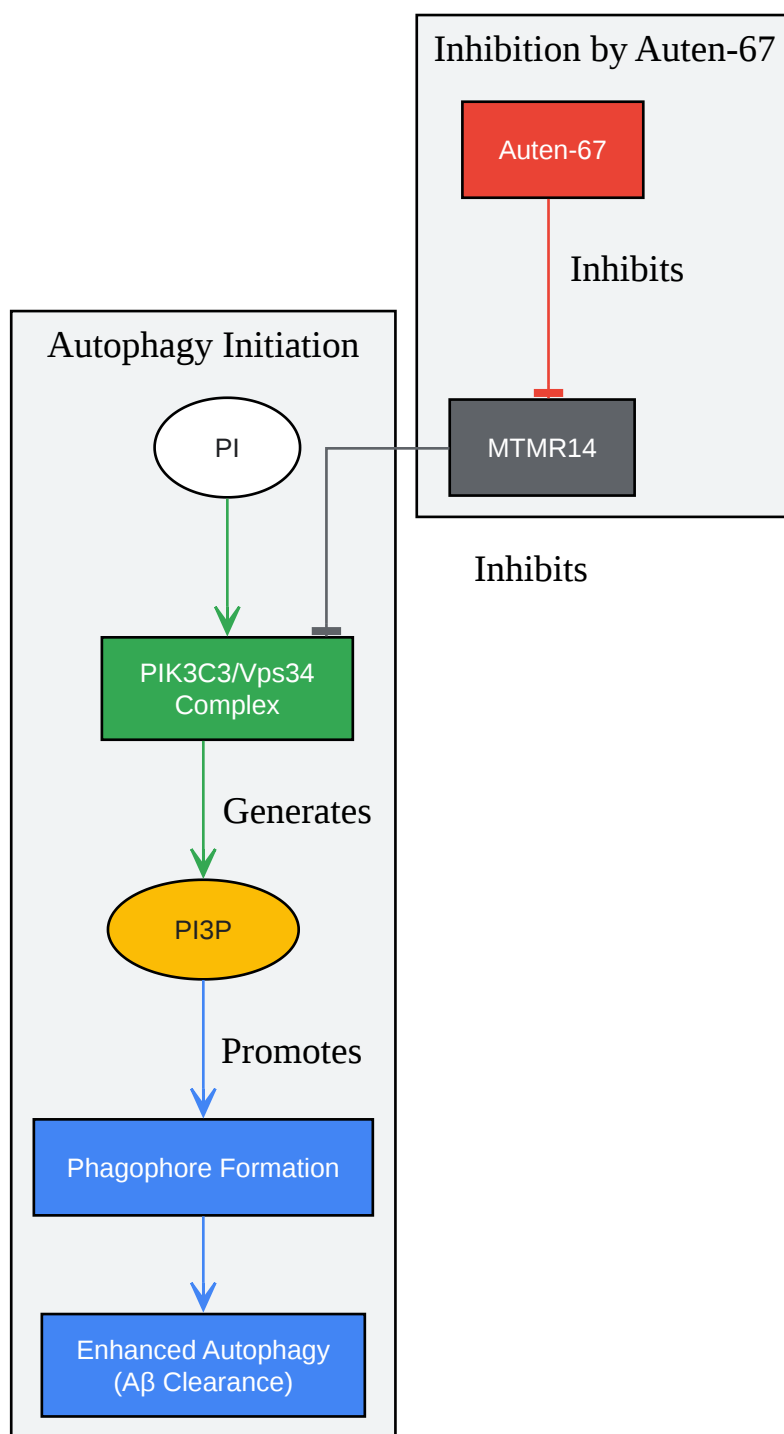 Inhibition by Auten-67
Auten-67
Inhibits
MTMR14
Inhibits
Autophagy Initiation
PI
PIK3C3/Vps34
Complex
Generates
PI3P
Promotes
Phagophore Formation
Enhanced Autophagy
(Aβ Clearance)